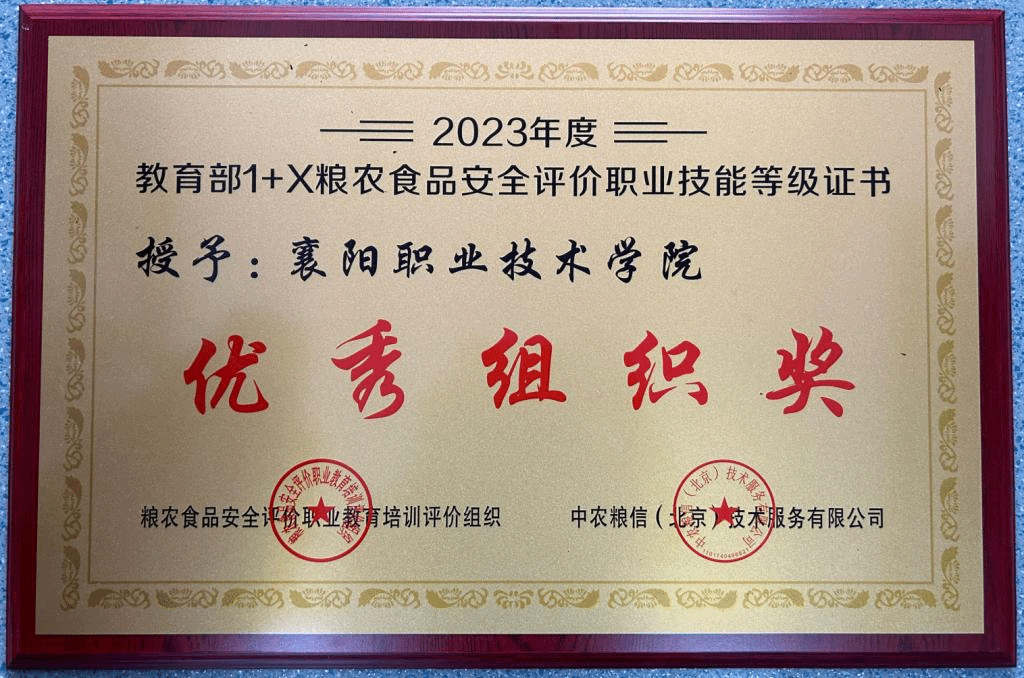 2023年度
教育部1+X粮农食品安全评价职业技能等级证书
授予：襄阳职业技术学院
优秀组织奖
粮农食品安全评价职业教育培训评价组织
中农粮信（北京）技术服务有限公司